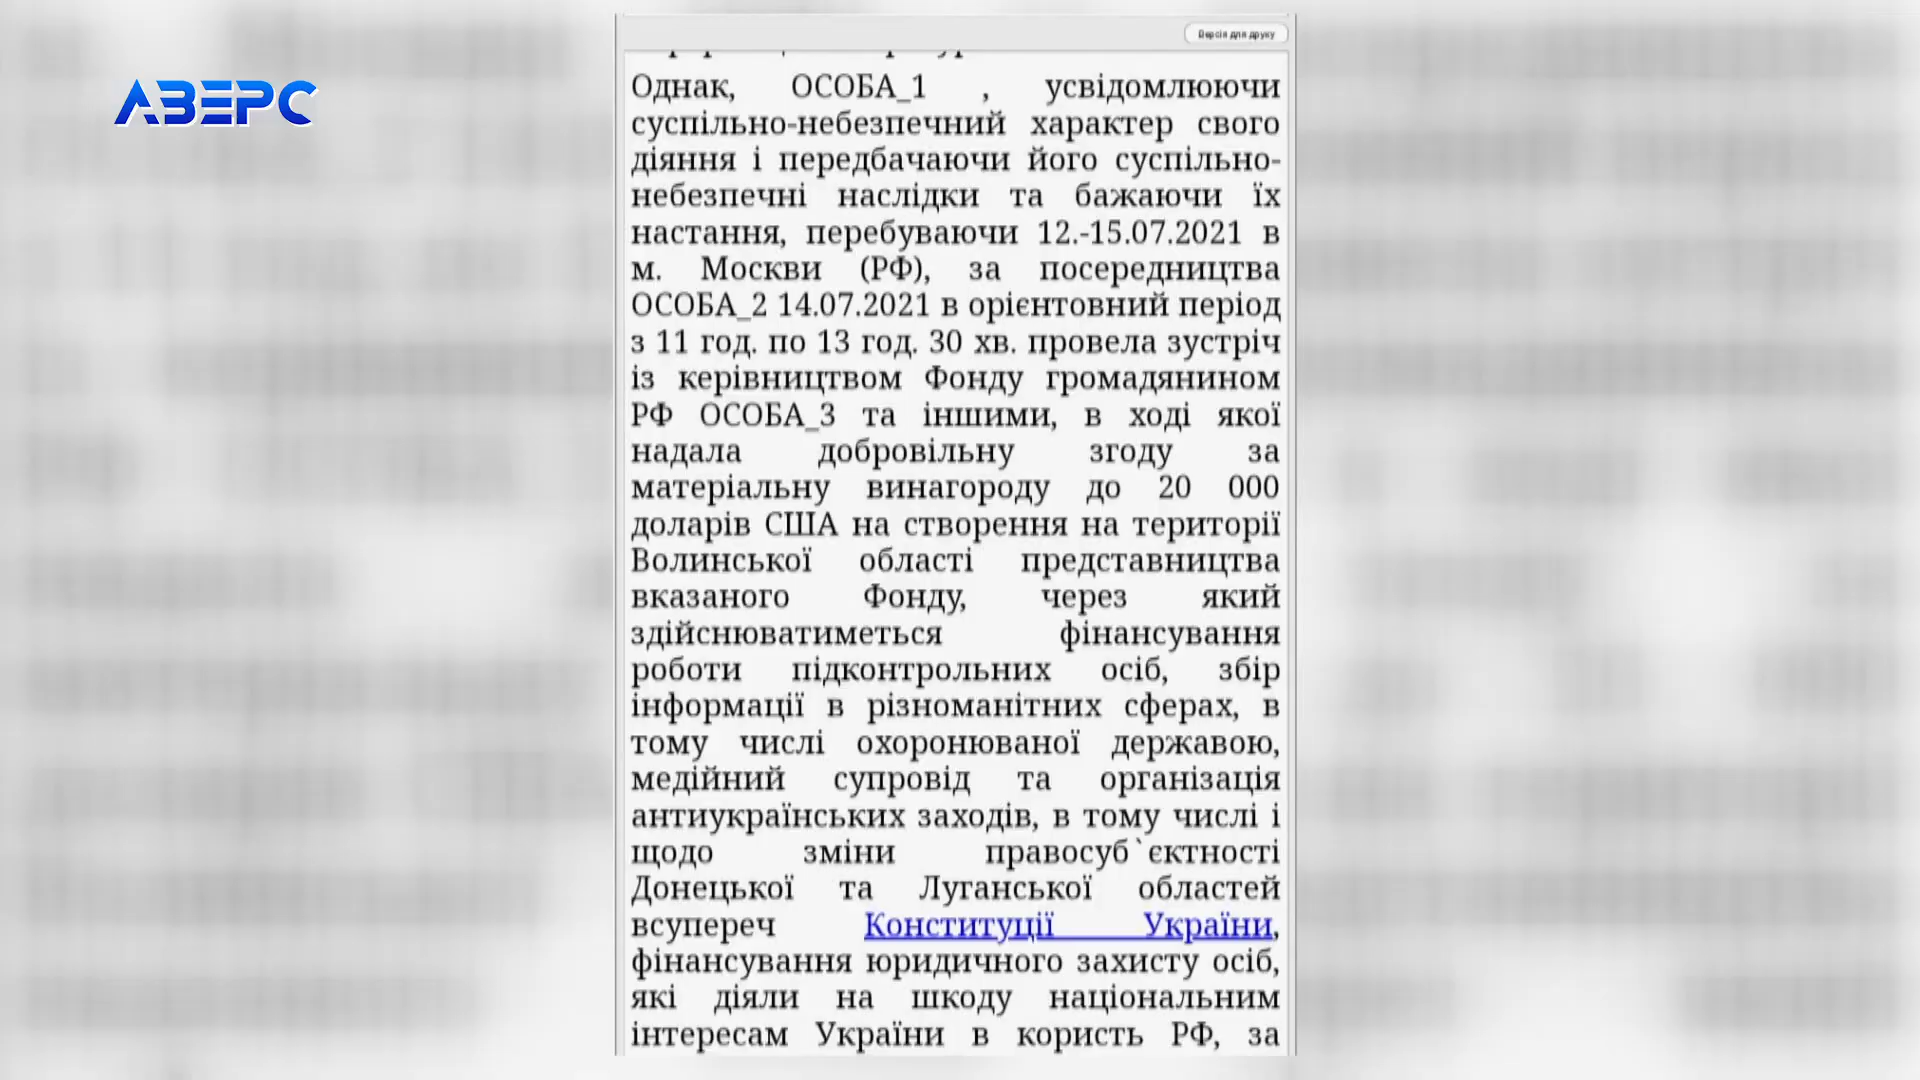 АВЕРС
Версія для друку
Однак, ОСОБА_1 , усвідомлюючи
суспільно-небезпечний характер свого
діяння і передбачаючи його суспільно-
небезпечні наслідки та бажаючи їх
настання, перебуваючи 12.-15.07.2021 в
м. Москви (РФ), за посередництва
ОСОБА_2 14.07.2021 в орієнтовний період
з 11 год. по 13 год. 30 хв. провела зустріч
із керівництвом Фонду громадянином
РФ ОСОБА_3 та іншими, в ході якої
надала добровільну згоду за
матеріальну винагороду до 20 000
доларів США на створення на території
Волинської області представництва
вказаного Фонду, через який
здійснюватиметься фінансування
роботи підконтрольних осіб, збір
інформації в різноманітних сферах, в
тому числі охоронюваної державою,
медійний супровід та організація
антиукраїнських заходів, в тому числі і
щодо зміни правосуб`єктності
Донецької та Луганської областей
всупереч Конституції України,
фінансування юридичного захисту осіб,
які діяли на шкоду національним
інтересам України в користь РФ, за